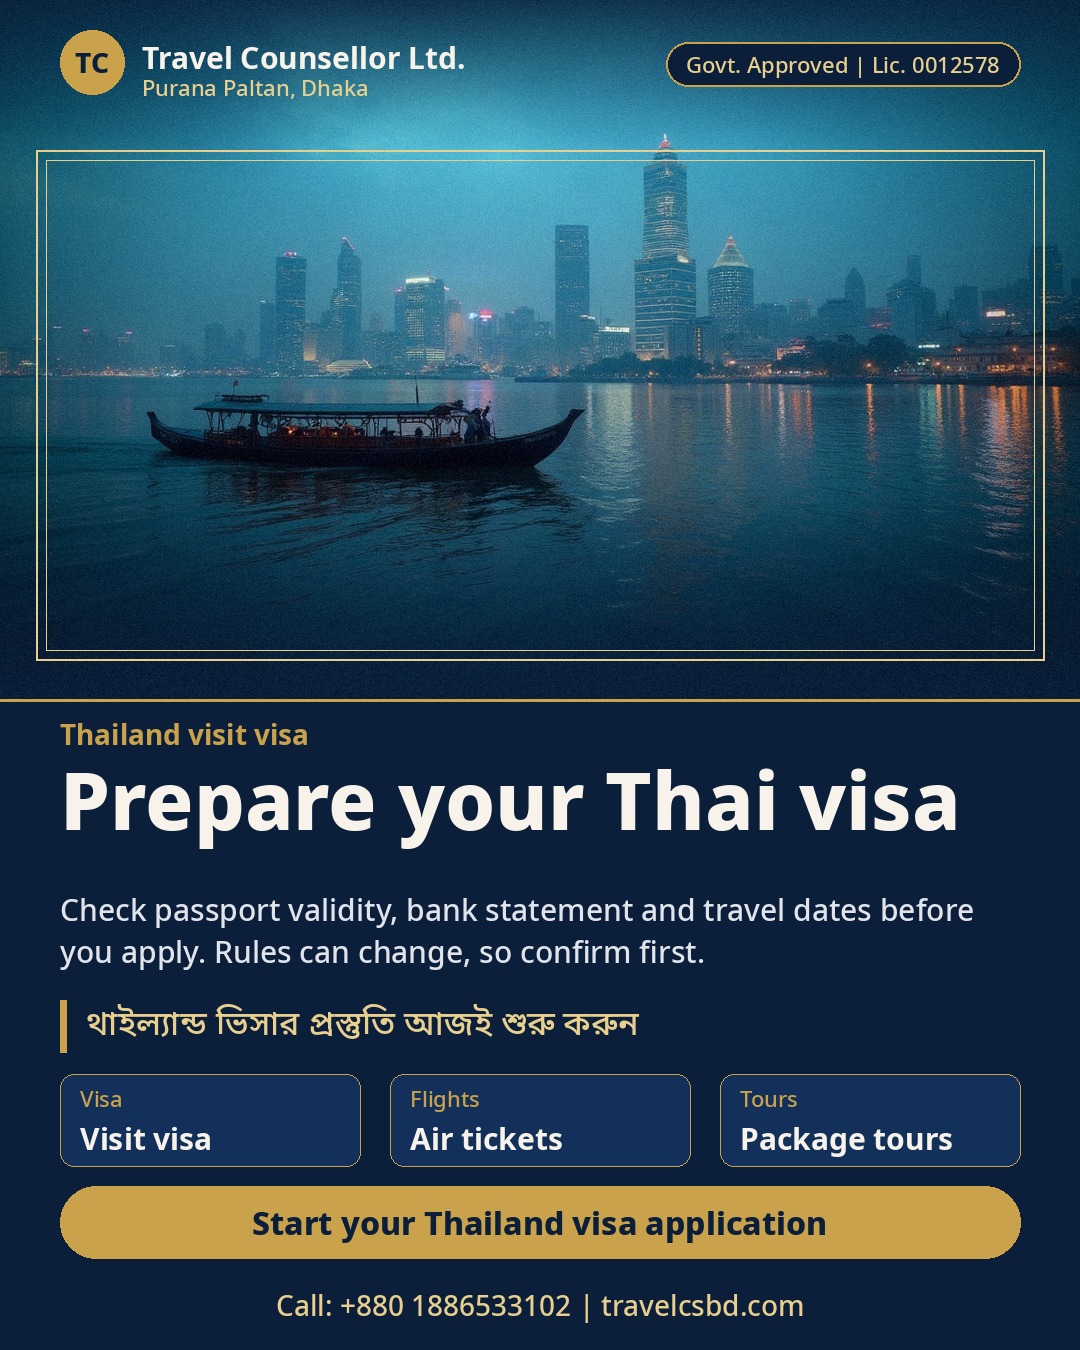 TC
Travel Counsellor Ltd.
Purana Paltan, Dhaka
Govt. Approved | Lic. 0012578
Thailand visit visa
Prepare your Thai visa
Check passport validity, bank statement and travel dates before
you apply. Rules can change, so confirm first.
থাইল্যান্ড ভিসার প্রস্তুতি আজই শুরু করুন
Visa
Visit visa
Flights
Air tickets
Tours
Package tours
Start your Thailand visa application
Call: +880 1886533102 | travelcsbd.com